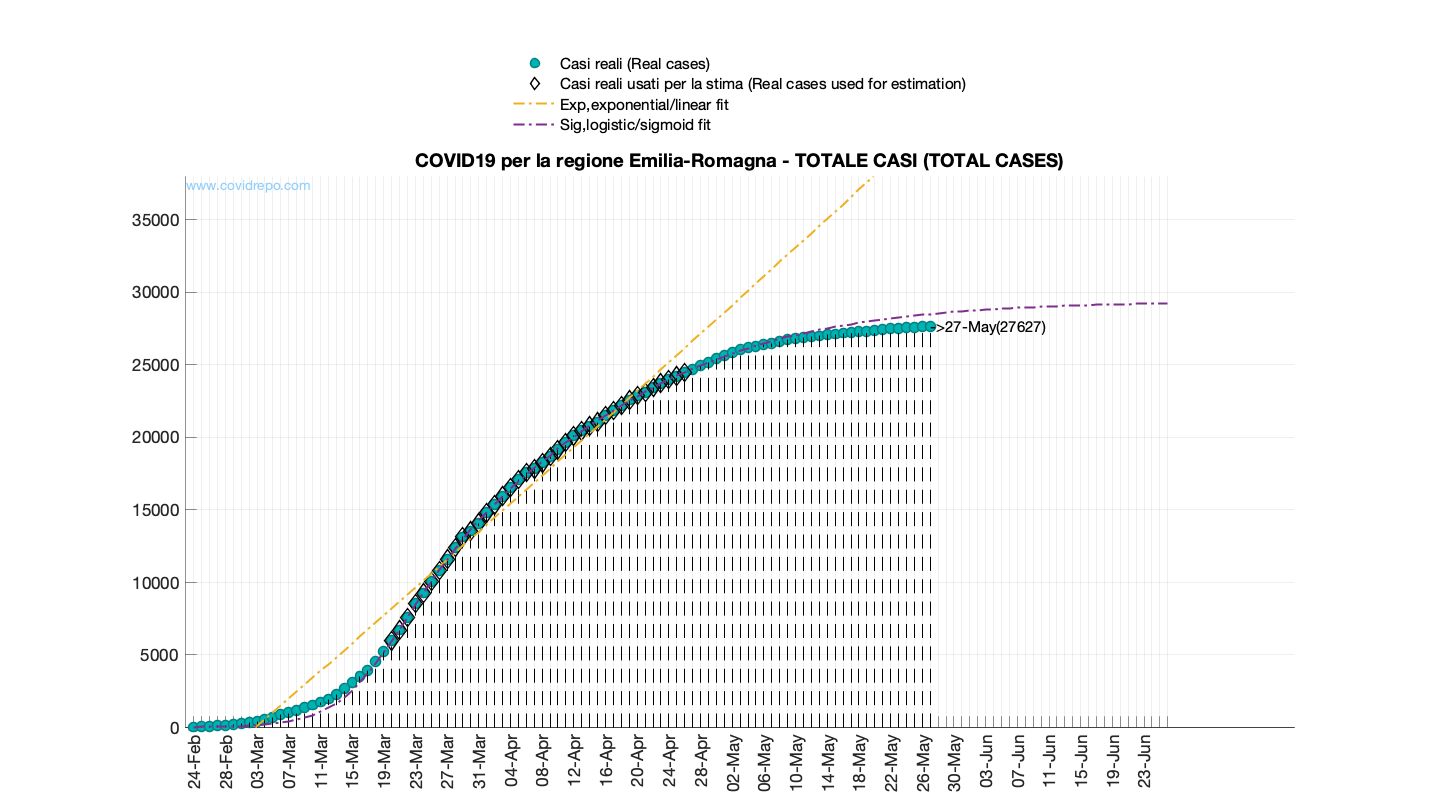 Casi reali (Real cases)
Casi reali usati per la stima (Real cases used for estimation)
Exp,exponential/linear fit
Sig,logistic/sigmoid fit
COVID19 per la regione Emilia-Romagna - TOTALE CASI (TOTAL CASES)
www.covidrepo.com
35000
30000
->27-May(27627)
25000
20000
15000
10000
5000
0
24-Feb
28-Feb
03-Mar
07-Mar
11-Mar
15-Mar
19-Mar
23-Mar
27-Mar
31-Mar
04-Apr
08-Apr
12-Apr
16-Apr
20-Apr
24-Apr
28-Apr
02-May
06-May
10-May
14-May
18-May
22-May
26-May
30-May
03-Jun
07-Jun
11-Jun
15-Jun
19-Jun
23-Jun